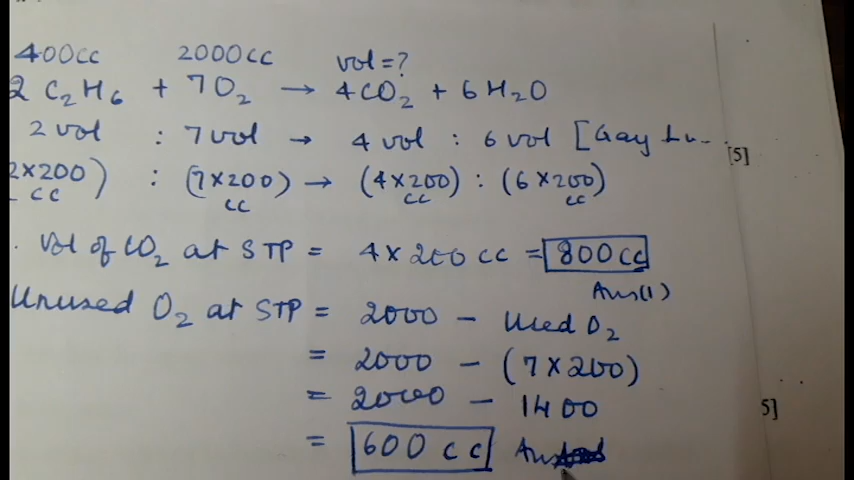 400cc 2000cc vol=?
2 C2H6 + 7O2 → 4CO2 + 6H2O
2 vol : 7 vol → 4 vol : 6 vol [Gay Lu--
[5]
2×200) : (7×200) → (4×200) : (6×200)
cc cc cc cc
. Vol of CO2 at STP = 4×200 cc = 800 cc
Ans(1)
Unused O2 at STP = 2000 - Used O2
= 2000 - (7×200)
= 2000 - 1400
5]
= 600 cc